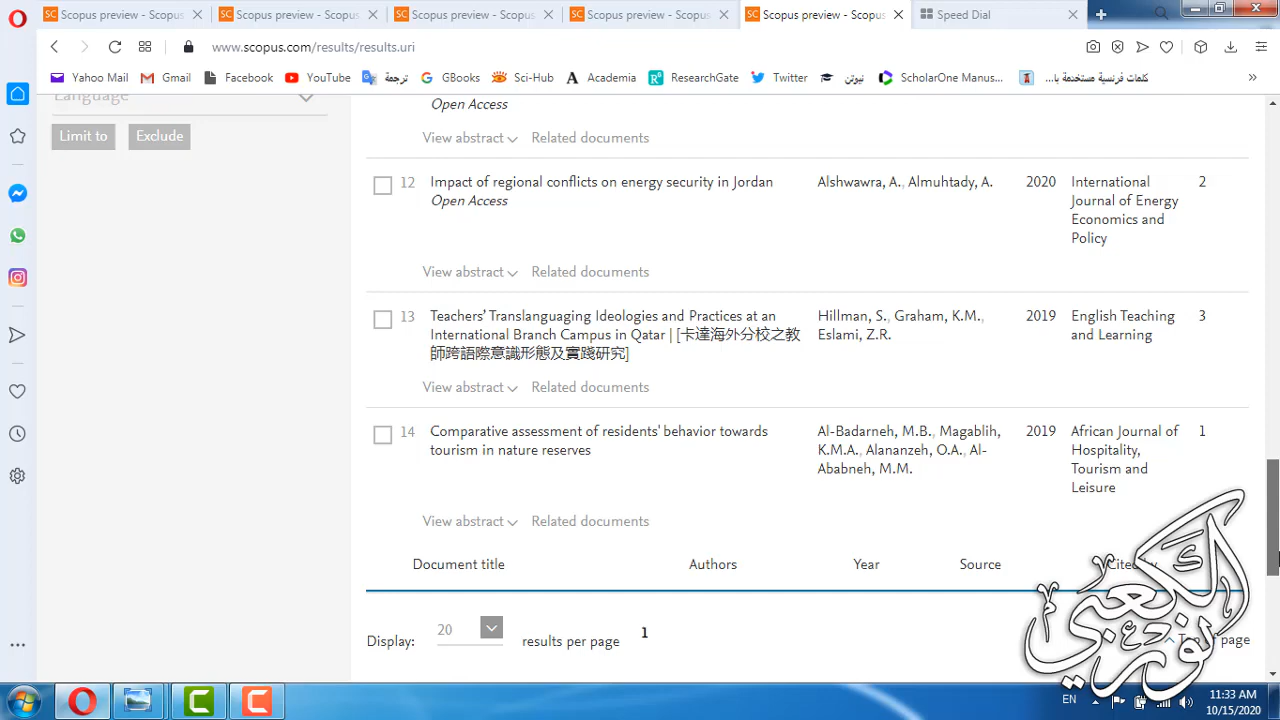 Scopus preview - Scopus
Scopus preview - Scopus
Scopus preview - Scopus
Scopus preview - Scopus
Scopus preview - Scopus
Speed Dial
www.scopus.com/results/results.uri
Yahoo Mail
Gmail
Facebook
YouTube
ترجمة
GBooks
Sci-Hub
Academia
ResearchGate
Twitter
نيوتن
ScholarOne Manus...
كلمات فرنسية مستخدمة با...
Language
Limit to
Exclude
Open Access
View abstract
Related documents
12
Impact of regional conflicts on energy security in Jordan
Open Access
Alshwawra, A., Almuhtady, A.
2020
International
Journal of Energy
Economics and
Policy
2
View abstract
Related documents
13
Teachers' Translanguaging Ideologies and Practices at an
International Branch Campus in Qatar | [卡達海外分校之教
師跨語際意識形態及實踐研究]
Hillman, S., Graham, K.M.,
Eslami, Z.R.
2019
English Teaching
and Learning
3
View abstract
Related documents
14
Comparative assessment of residents' behavior towards
tourism in nature reserves
Al-Badarneh, M.B., Magablih,
K.M.A., Alananzeh, O.A., Al-
Ababneh, M.M.
2019
African Journal of
Hospitality,
Tourism and
Leisure
1
View abstract
Related documents
Document title
Authors
Year
Source
Cited by
Display:
20
results per page
1
Top of page
EN
11:33 AM
10/15/2020